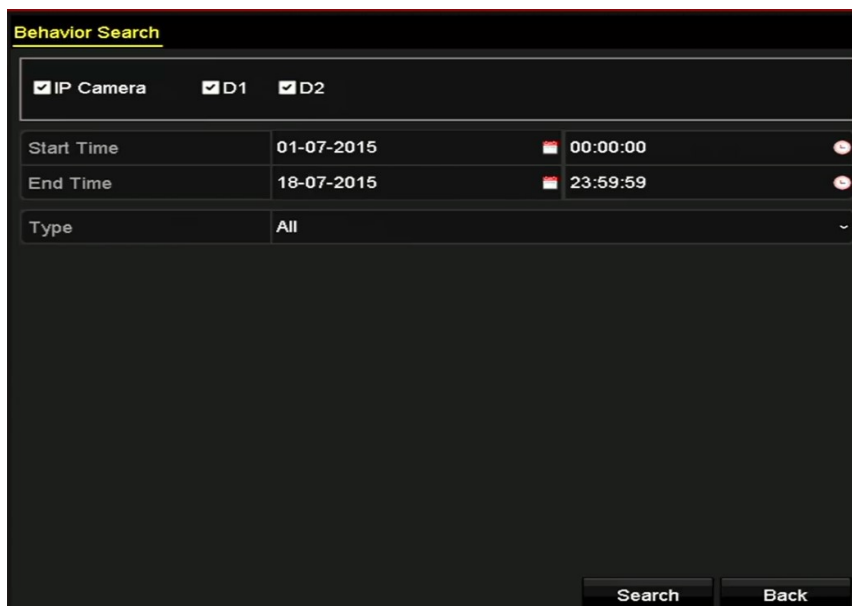 Behavior Search
IP Camera D1 D2
Start Time 01-07-2015 00:00:00
End Time 18-07-2015 23:59:59
Type All
Search Back